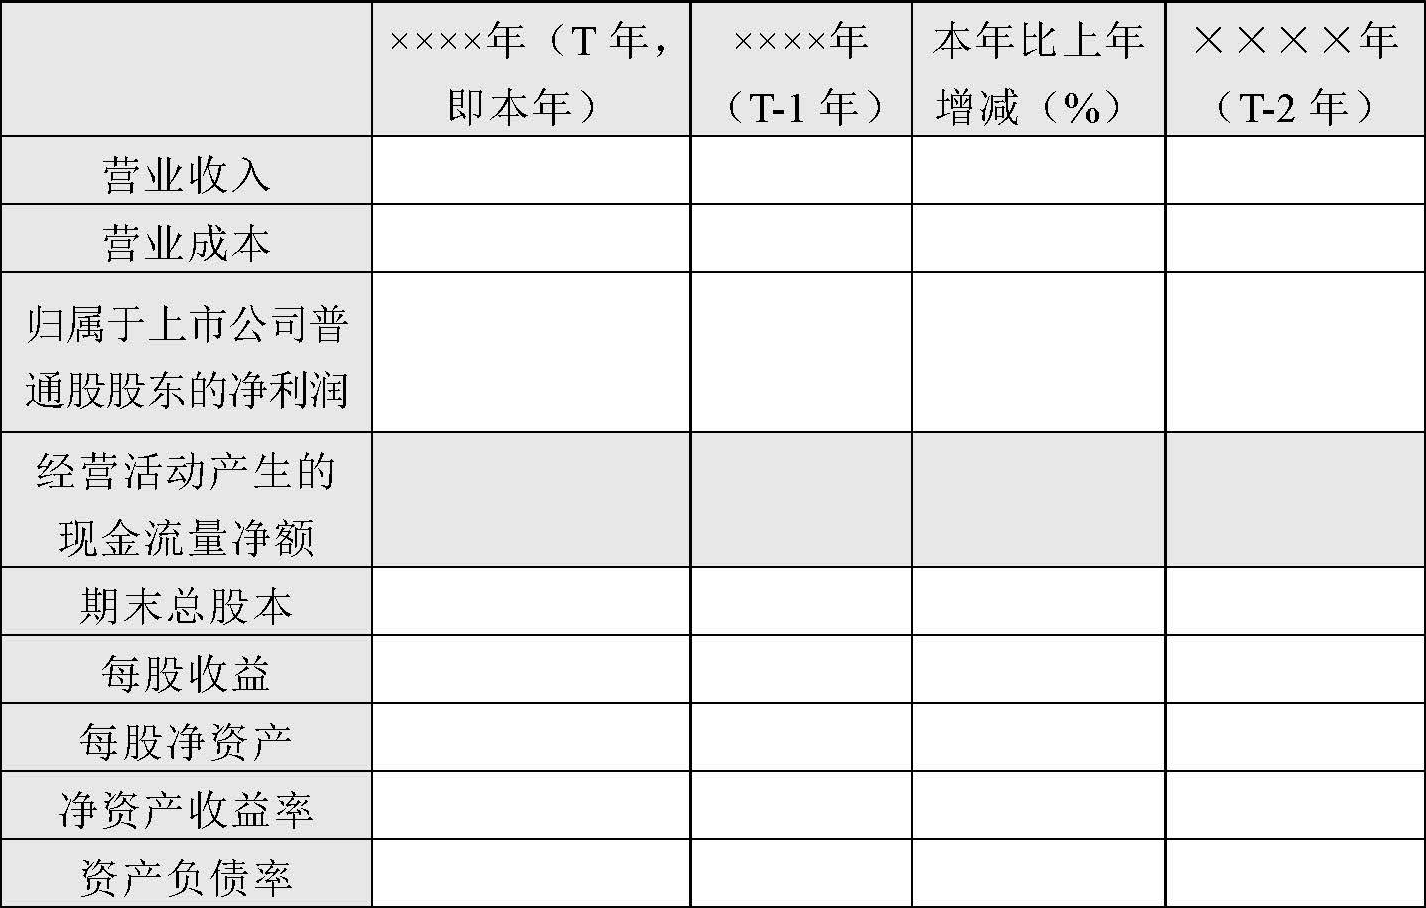 ××××年（T 年，
即本年）
××××年
（T-1 年）
本年比上年
增减（%）
××××年
（T-2 年）
营业收入
营业成本
归属于上市公司普
通股股东的净利润
经营活动产生的
现金流量净额
期末总股本
每股收益
每股净资产
净资产收益率
资产负债率